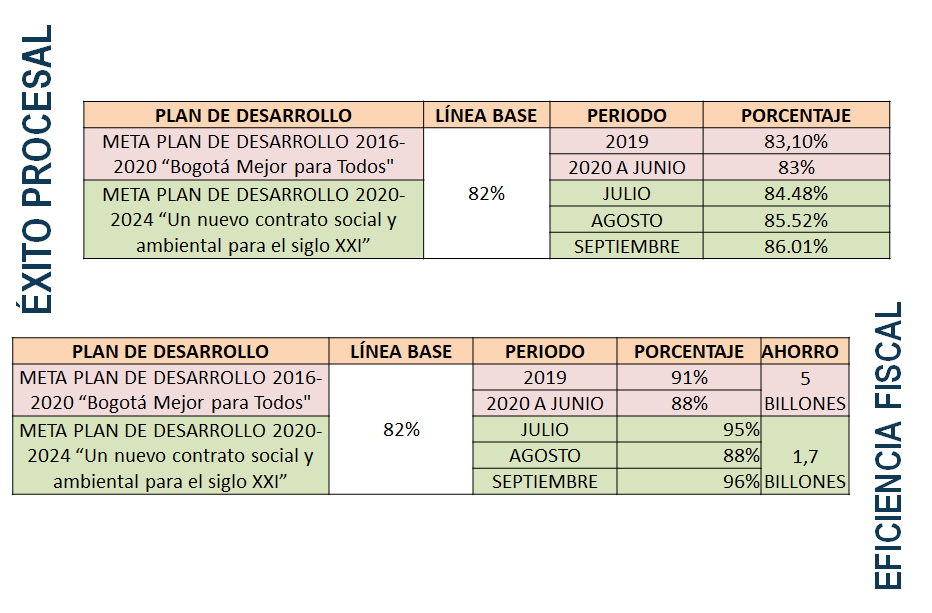 ÉXITO PROCESAL
PLAN DE DESARROLLO LÍNEA BASE PERIODO PORCENTAJE
META PLAN DE DESARROLLO 2016-
2020 “Bogotá Mejor para Todos"
82%
2019 83,10%
2020 A JUNIO 83%
META PLAN DE DESARROLLO 2020-
2024 “Un nuevo contrato social y
ambiental para el siglo XXI”
JULIO 84.48%
AGOSTO 85.52%
SEPTIEMBRE 86.01%
EFICIENCIA FISCAL
PLAN DE DESARROLLO LÍNEA BASE PERIODO PORCENTAJE AHORRO
META PLAN DE DESARROLLO 2016-
2020 “Bogotá Mejor para Todos"
82%
2019 91%
2020 A JUNIO 88%
5
BILLONES
META PLAN DE DESARROLLO 2020-
2024 “Un nuevo contrato social y
ambiental para el siglo XXI”
JULIO 95%
AGOSTO 88%
SEPTIEMBRE 96%
1,7
BILLONES